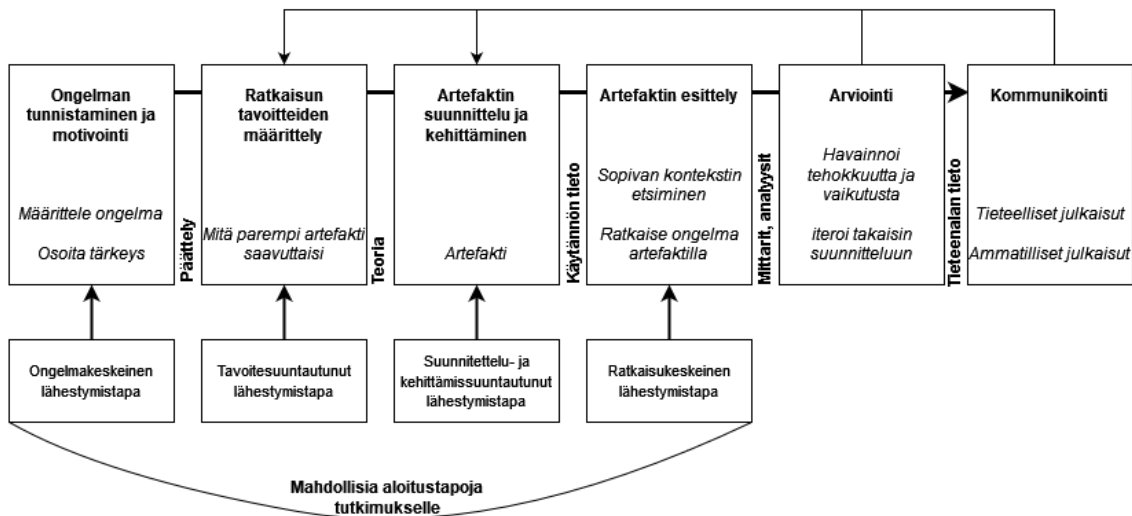 Ongelman
tunnistaminen ja
motivointi
Määrittele ongelma
Osoita tärkeys
Päättely
Ratkaisun
tavoitteiden
määrittely
Mitä parempi artefakti
saavuttaisi
Teoria
Artefaktin
suunnittelu ja
kehittäminen
Artefakti
Käytännön tieto
Artefaktin esittely
Sopivan kontekstin
etsiminen
Ratkaise ongelma
artefaktilla
Mittarit, analyysit
Arviointi
Havainnoi
tehokkuutta ja
vaikutusta
iteroi takaisin
suunnitteluun
Tieteenalan tieto
Kommunikointi
Tieteelliset julkaisut
Ammatilliset julkaisut
Ongelmakeskeinen
lähestymistapa
Tavoitesuuntautunut
lähestymistapa
Suunnitettelu- ja
kehittämissuuntautunut
lähestymistapa
Ratkaisukeskeinen
lähestymistapa
Mahdollisia aloitustapoja
tutkimukselle